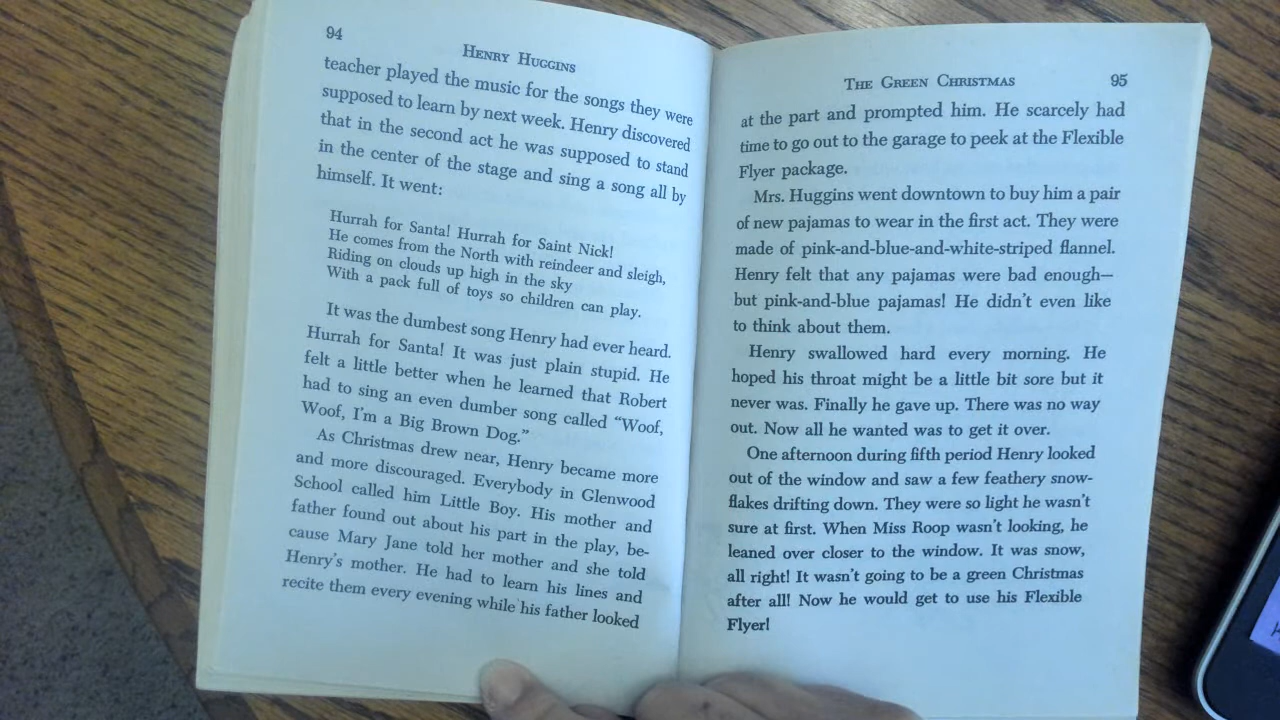 94
HENRY HUGGINS
teacher played the music for the songs they were
supposed to learn by next week. Henry discovered
that in the second act he was supposed to stand
in the center of the stage and sing a song all by
himself. It went:
Hurrah for Santa! Hurrah for Saint Nick!
He comes from the North with reindeer and sleigh,
Riding on clouds up high in the sky
With a pack full of toys so children can play.
It was the dumbest song Henry had ever heard.
Hurrah for Santa! It was just plain stupid. He
felt a little better when he learned that Robert
had to sing an even dumber song called “Woof,
Woof, I’m a Big Brown Dog.”
As Christmas drew near, Henry became more
and more discouraged. Everybody in Glenwood
School called him Little Boy. His mother and
father found out about his part in the play, be-
cause Mary Jane told her mother and she told
Henry’s mother. He had to learn his lines and
recite them every evening while his father looked
THE GREEN CHRISTMAS
95
at the part and prompted him. He scarcely had
time to go out to the garage to peek at the Flexible
Flyer package.
Mrs. Huggins went downtown to buy him a pair
of new pajamas to wear in the first act. They were
made of pink-and-blue-and-white-striped flannel.
Henry felt that any pajamas were bad enough—
but pink-and-blue pajamas! He didn’t even like
to think about them.
Henry swallowed hard every morning. He
hoped his throat might be a little bit sore but it
never was. Finally he gave up. There was no way
out. Now all he wanted was to get it over.
One afternoon during fifth period Henry looked
out of the window and saw a few feathery snow-
flakes drifting down. They were so light he wasn’t
sure at first. When Miss Roop wasn’t looking, he
leaned over closer to the window. It was snow,
all right! It wasn’t going to be a green Christmas
after all! Now he would get to use his Flexible
Flyer!